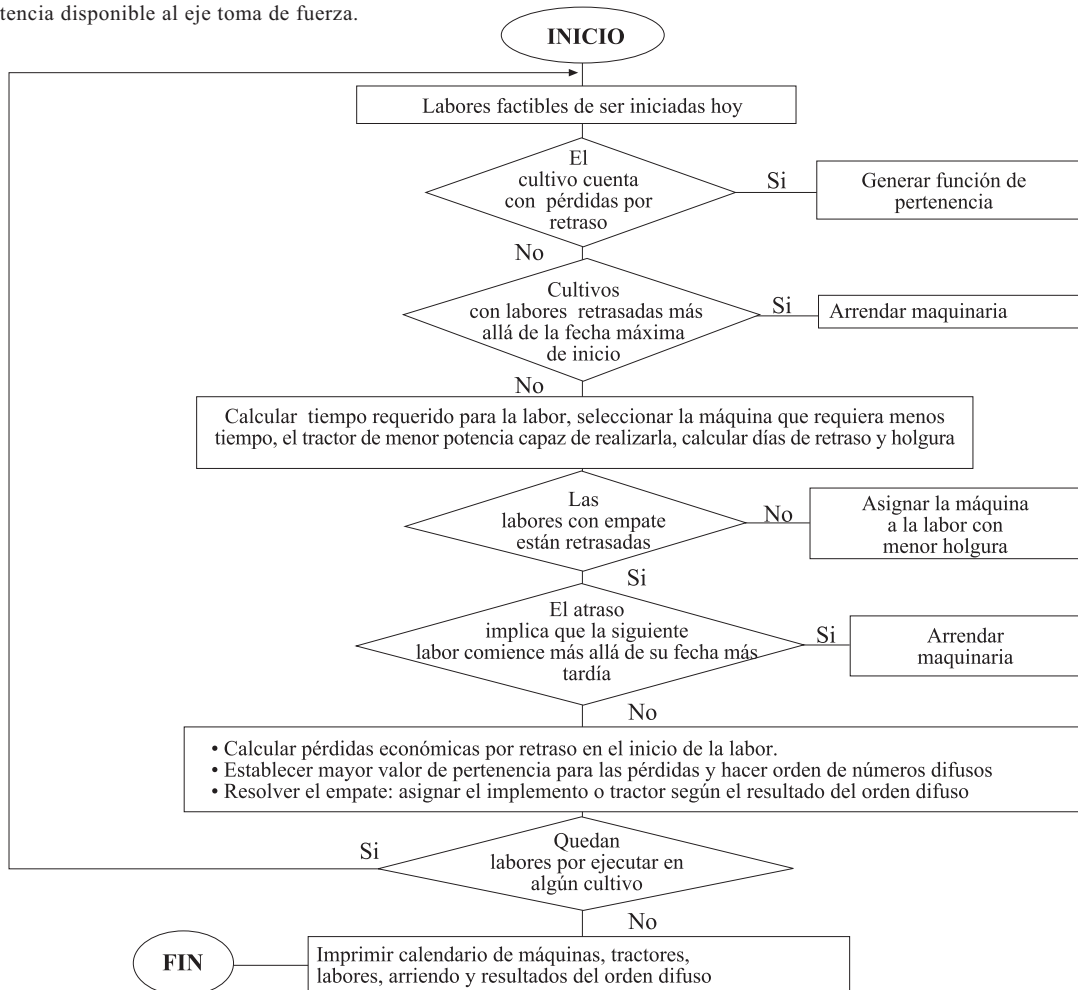 tencia disponible al eje toma de fuerza.
INICIO
Labores factibles de ser iniciadas hoy
El
cultivo cuenta
con pérdidas por
retraso
Si
Generar función de
pertenencia
No
Cultivos
con labores retrasadas más
allá de la fecha máxima
de inicio
Si
Arrendar maquinaria
No
Calcular tiempo requerido para la labor, seleccionar la máquina que requiera menos
tiempo, el tractor de menor potencia capaz de realizarla, calcular días de retraso y holgura
Las
labores con empate
están retrasadas
No
Asignar la máquina
a la labor con
menor holgura
Si
El atraso
implica que la siguiente
labor comience más allá de su fecha más
tardía
Si
Arrendar
maquinaria
No
• Calcular pérdidas económicas por retraso en el inicio de la labor.
• Establecer mayor valor de pertenencia para las pérdidas y hacer orden de números difusos
• Resolver el empate: asignar el implemento o tractor según el resultado del orden difuso
Si
Quedan
labores por ejecutar en
algún cultivo
No
FIN
Imprimir calendario de máquinas, tractores,
labores, arriendo y resultados del orden difuso